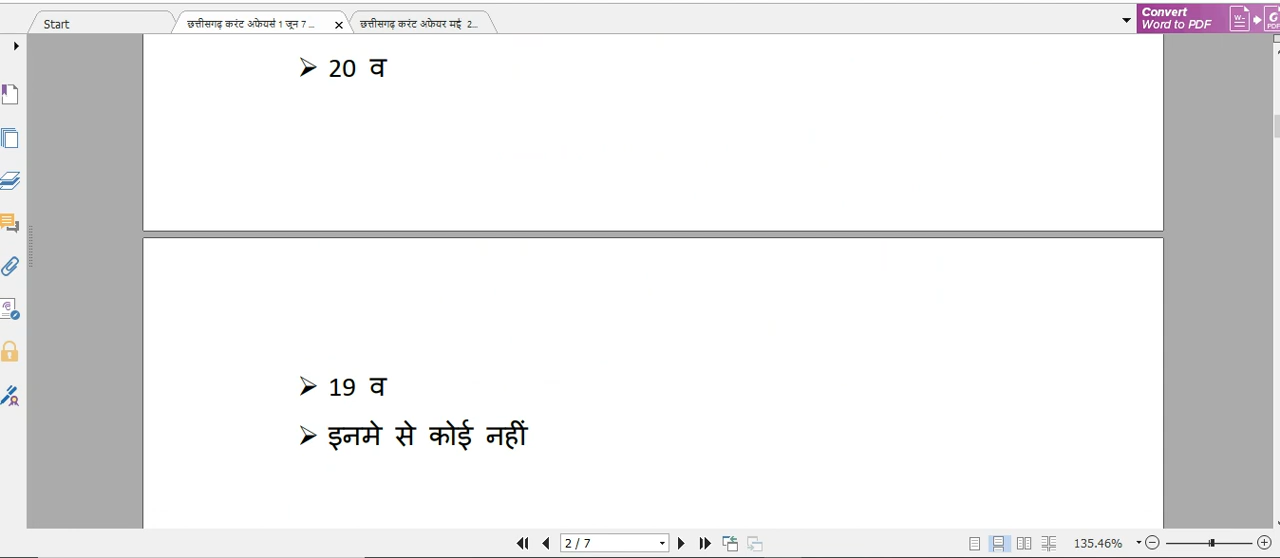 Start
छत्तीसगढ़ करंट अफेयर्स 1 जून 7 ...
छत्तीसगढ़ करंट अफेयर मई 2...
Convert
Word to PDF
➢ 20 व
➢ 19 व
➢ इनमे से कोई नहीं
2 / 7
135.46%